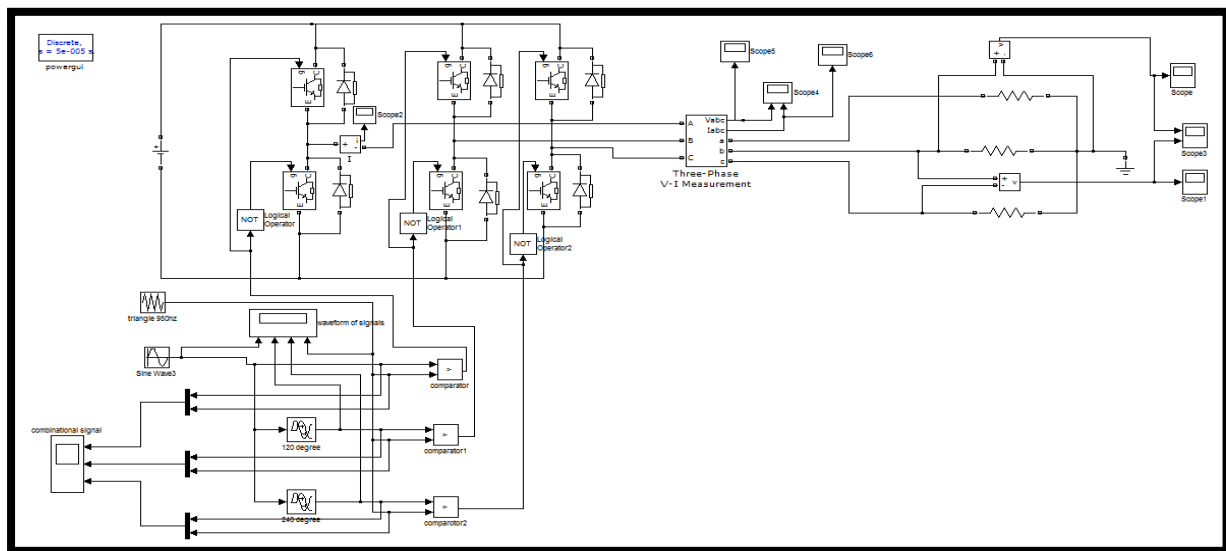 Discrete,
s = 5e-005 s.
powergui
g
C
E
g
C
E
g
C
E
Scope2
+
i
-
I
g
C
E
NOT
Logical
Operator
g
C
E
NOT
Logical
Operator1
g
C
E
NOT
Logical
Operator2
+
Scope5
Scope6
Scope4
A
B
C
Vabc
Iabc
a
b
c
Three-Phase
V-I Measurement
+
-
v
Scope
Scope3
+
-
v
Scope1
triangle 950hz
waveform of signals
Sine Wave3
>
comparator
combinational signal
120 degree
>
comparator1
240 degree
>
comparotor2